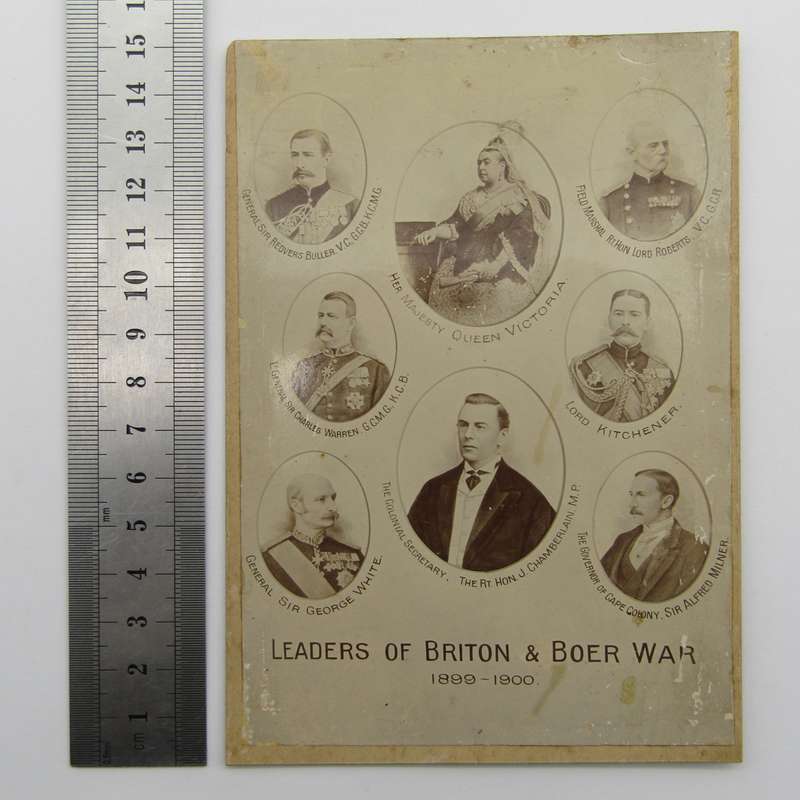 GENERAL SIR REDVERS BULLER V.C, G.C.B, K.C.M.G.
HER MAJESTY QUEEN VICTORIA
FIELD MARSHAL RT HON LORD ROBERTS. V.C, G.C.B
LT GENERAL SIR CHARLES WARREN, G.C.M.G, K.C.B.
LORD KITCHENER.
GENERAL SIR GEORGE WHITE.
THE COLONIAL SECRETARY. THE RT. HON. J. CHAMBERLAIN. M.P.
THE GOVERNOR OF CAPE COLONY. SIR ALFRED MILNER.
LEADERS OF BRITON & BOER WAR
1899-1900.
15
14
13
12
11
10
9
8
7
6
mm
5
4
3
2
1
cm
0.5mm